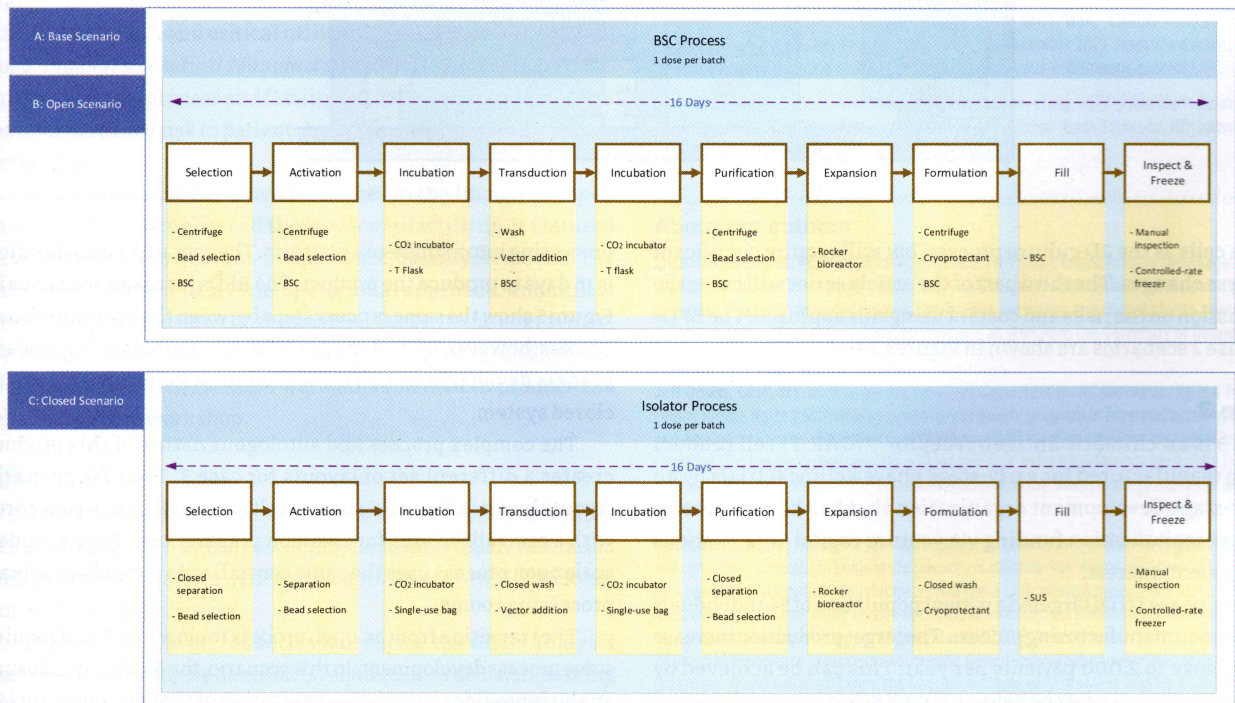 A: Base Scenario
B: Open Scenario
BSC Process
1 dose per batch
16 Days
Selection
Activation
Incubation
Transduction
Incubation
Purification
Expansion
Formulation
Fill
Inspect &
Freeze
- Centrifuge
- Bead selection
- BSC
- Centrifuge
- Bead selection
- BSC
- CO₂ incubator
- T Flask
- Wash
- Vector addition
- BSC
- CO₂ incubator
- T flask
- Centrifuge
- Bead selection
- BSC
- Rocker
bioreactor
- Centrifuge
- Cryoprotectant
- BSC
- BSC
- Manual
inspection
- Controlled-rate
freezer
C: Closed Scenario
Isolator Process
1 dose per batch
16 Days
Selection
Activation
Incubation
Transduction
Incubation
Purification
Expansion
Formulation
Fill
Inspect &
Freeze
- Closed
separation
- Bead selection
- Separation
- Bead selection
- CO₂ incubator
- Single-use bag
- Closed wash
- Vector addition
- CO₂ incubator
- Single-use bag
- Closed
separation
- Bead selection
- Rocker
bioreactor
- Closed wash
- Cryoprotectant
- SUS
- Manual
inspection
- Controlled-rate
freezer